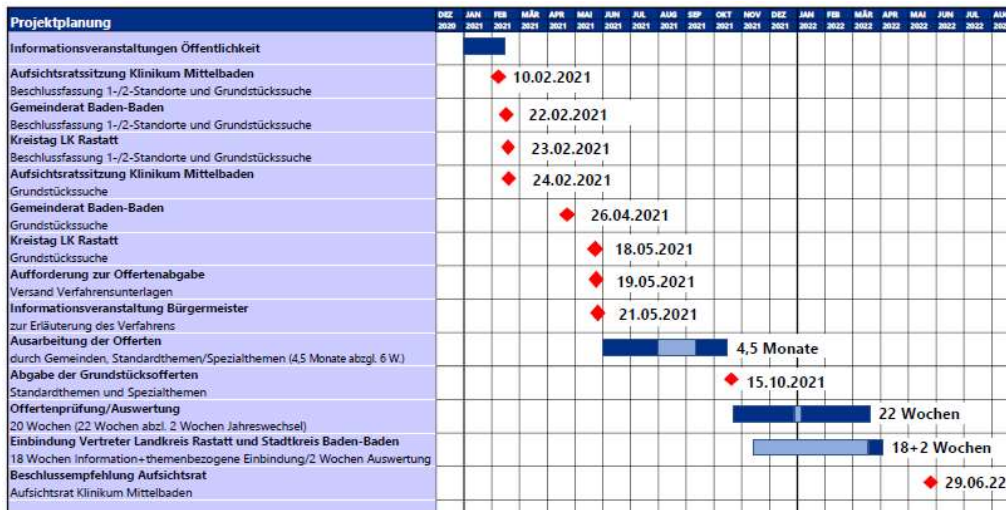 Projektplanung
DEZ 2020 JAN 2021 FEB 2021 MÄR 2021 APR 2021 MAI 2021 JUN 2021 JUL 2021 AUG 2021 SEP 2021 OKT 2021 NOV 2021 DEZ 2021 JAN 2022 FEB 2022 MÄR 2022 APR 2022 MAI 2022 JUN 2022 JUL 2022 AU 202
Informationsveranstaltungen Öffentlichkeit
Aufsichtsratssitzung Klinikum Mittelbaden
Beschlussfassung 1-/2-Standorte und Grundstückssuche
10.02.2021
Gemeinderat Baden-Baden
Beschlussfassung 1-/2-Standorte und Grundstückssuche
22.02.2021
Kreistag LK Rastatt
Beschlussfassung 1-/2-Standorte und Grundstückssuche
23.02.2021
Aufsichtsratssitzung Klinikum Mittelbaden
Grundstückssuche
24.02.2021
Gemeinderat Baden-Baden
Grundstückssuche
26.04.2021
Kreistag LK Rastatt
Grundstückssuche
18.05.2021
Aufforderung zur Offertenabgabe
Versand Verfahrensunterlagen
19.05.2021
Informationsveranstaltung Bürgermeister
zur Erläuterung des Verfahrens
21.05.2021
Ausarbeitung der Offerten
durch Gemeinden, Standardthemen/Spezialthemen (4,5 Monate abzgl. 6 W.)
4,5 Monate
Abgabe der Grundstücksofferten
Standardthemen und Spezialthemen
15.10.2021
Offertenprüfung/Auswertung
20 Wochen (22 Wochen abzl. 2 Wochen Jahreswechsel)
22 Wochen
Einbindung Vertreter Landkreis Rastatt und Stadtkreis Baden-Baden
18 Wochen Information+themenbezogene Einbindung/2 Wochen Auswertung
18+2 Wochen
Beschlussempfehlung Aufsichtsrat
Aufsichtsrat Klinikum Mittelbaden
29.06.22